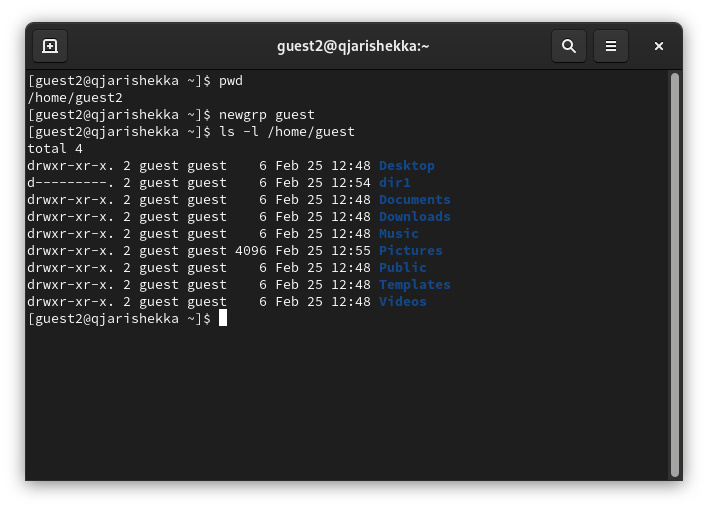 guest2@qjarishekka:~
[guest2@qjarishekka ~]$ pwd
/home/guest2
[guest2@qjarishekka ~]$ newgrp guest
[guest2@qjarishekka ~]$ ls -l /home/guest
total 4
drwxr-xr-x. 2 guest guest    6 Feb 25 12:48 Desktop
d---------. 2 guest guest    6 Feb 25 12:54 dir1
drwxr-xr-x. 2 guest guest    6 Feb 25 12:48 Documents
drwxr-xr-x. 2 guest guest    6 Feb 25 12:48 Downloads
drwxr-xr-x. 2 guest guest    6 Feb 25 12:48 Music
drwxr-xr-x. 2 guest guest 4096 Feb 25 12:55 Pictures
drwxr-xr-x. 2 guest guest    6 Feb 25 12:48 Public
drwxr-xr-x. 2 guest guest    6 Feb 25 12:48 Templates
drwxr-xr-x. 2 guest guest    6 Feb 25 12:48 Videos
[guest2@qjarishekka ~]$